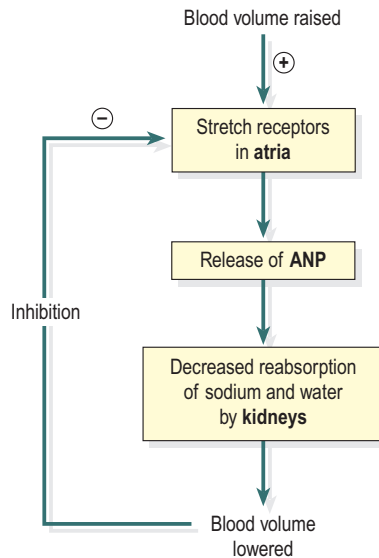 Blood volume raised
+
−
Stretch receptors
in atria
Release of ANP
Inhibition
Decreased reabsorption
of sodium and water
by kidneys
Blood volume
lowered